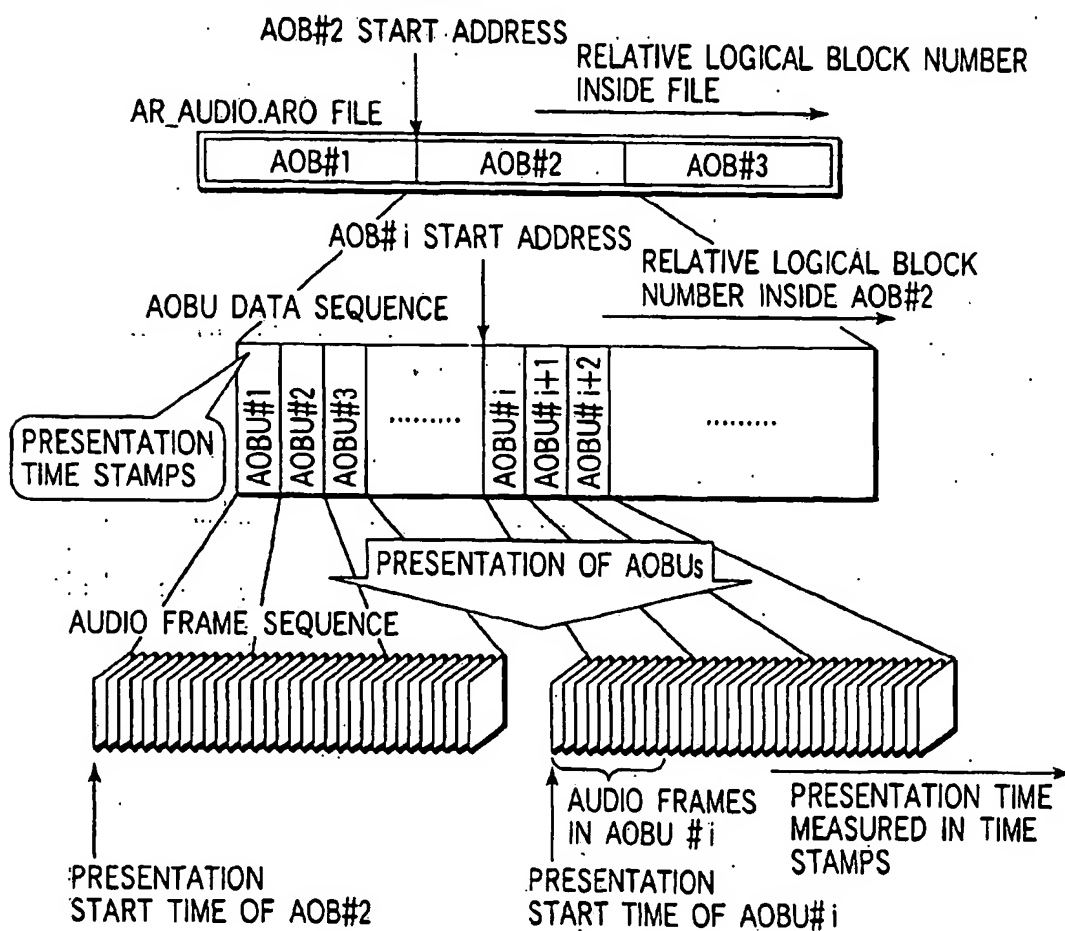 AOB#2 START ADDRESS
RELATIVE LOGICAL BLOCK NUMBER
INSIDE FILE
AR_AUDIO.ARO FILE
AOB#1
AOB#2
AOB#3
AOB# i START ADDRESS
RELATIVE LOGICAL BLOCK
NUMBER INSIDE AOB#2
AOBU DATA SEQUENCE
AOBU#1
AOBU#2
AOBU#3
.........
AOBU# i
AOBU# i+1
AOBU# i+2
.........
PRESENTATION
TIME STAMPS
PRESENTATION OF AOBUs
AUDIO FRAME SEQUENCE
AUDIO FRAMES
IN AOBU # i
PRESENTATION TIME
MEASURED IN TIME
STAMPS
PRESENTATION
START TIME OF AOB#2
PRESENTATION
START TIME OF AOBU# i